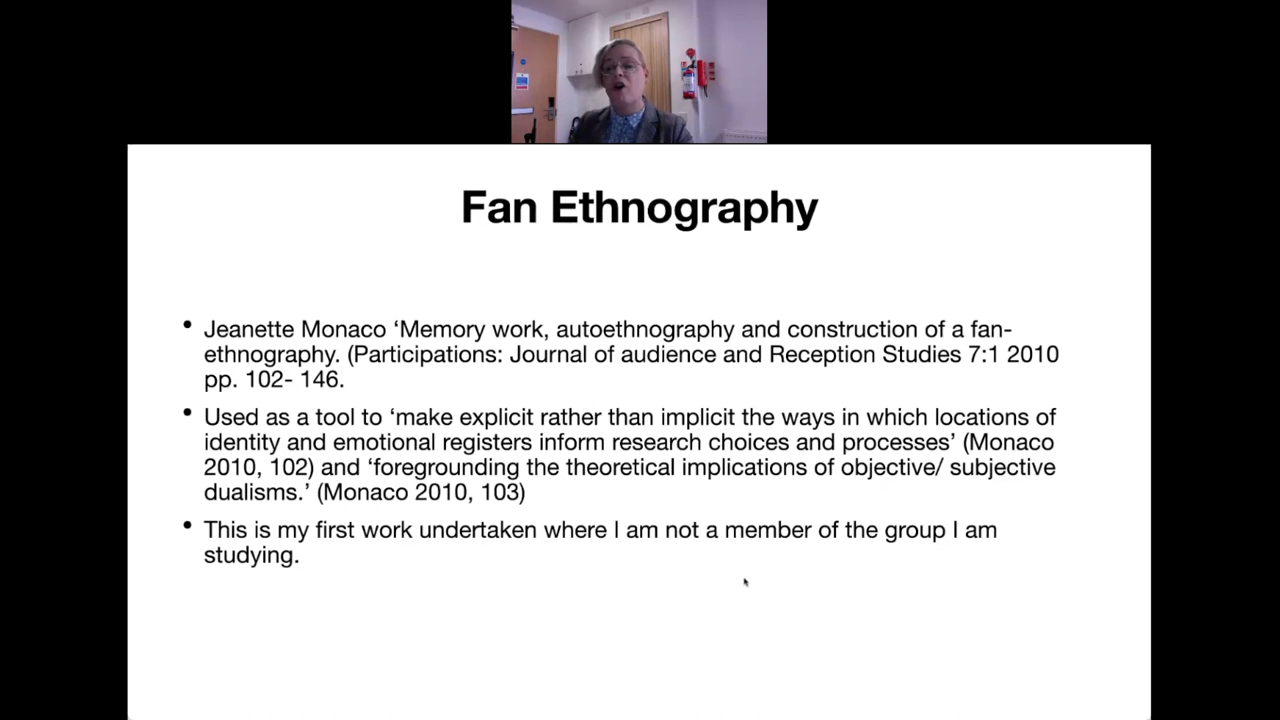 Fan Ethnography
• Jeanette Monaco ‘Memory work, autoethnography and construction of a fan-
ethnography. (Participations: Journal of audience and Reception Studies 7:1 2010
pp. 102- 146.
• Used as a tool to ‘make explicit rather than implicit the ways in which locations of
identity and emotional registers inform research choices and processes’ (Monaco
2010, 102) and ‘foregrounding the theoretical implications of objective/ subjective
dualisms.’ (Monaco 2010, 103)
• This is my first work undertaken where I am not a member of the group I am
studying.